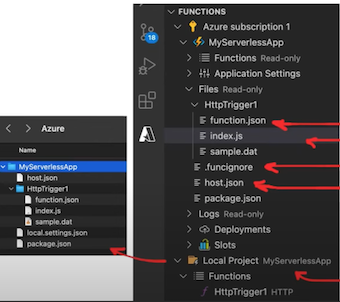 Azure
Name
MyServerlessApp
host.json
HttpTrigger1
function.json
index.js
sample.dat
local.settings.json
package.json
FUNCTIONS
18
Azure subscription 1
MyServerlessApp
Functions Read-only
Application Settings
Files Read-only
HttpTrigger1
function.json
index.js
sample.dat
.funcignore
host.json
package.json
Logs Read-only
Deployments
Slots
Local Project MyServerlessApp
Functions
f HttpTrigger1 HTTP